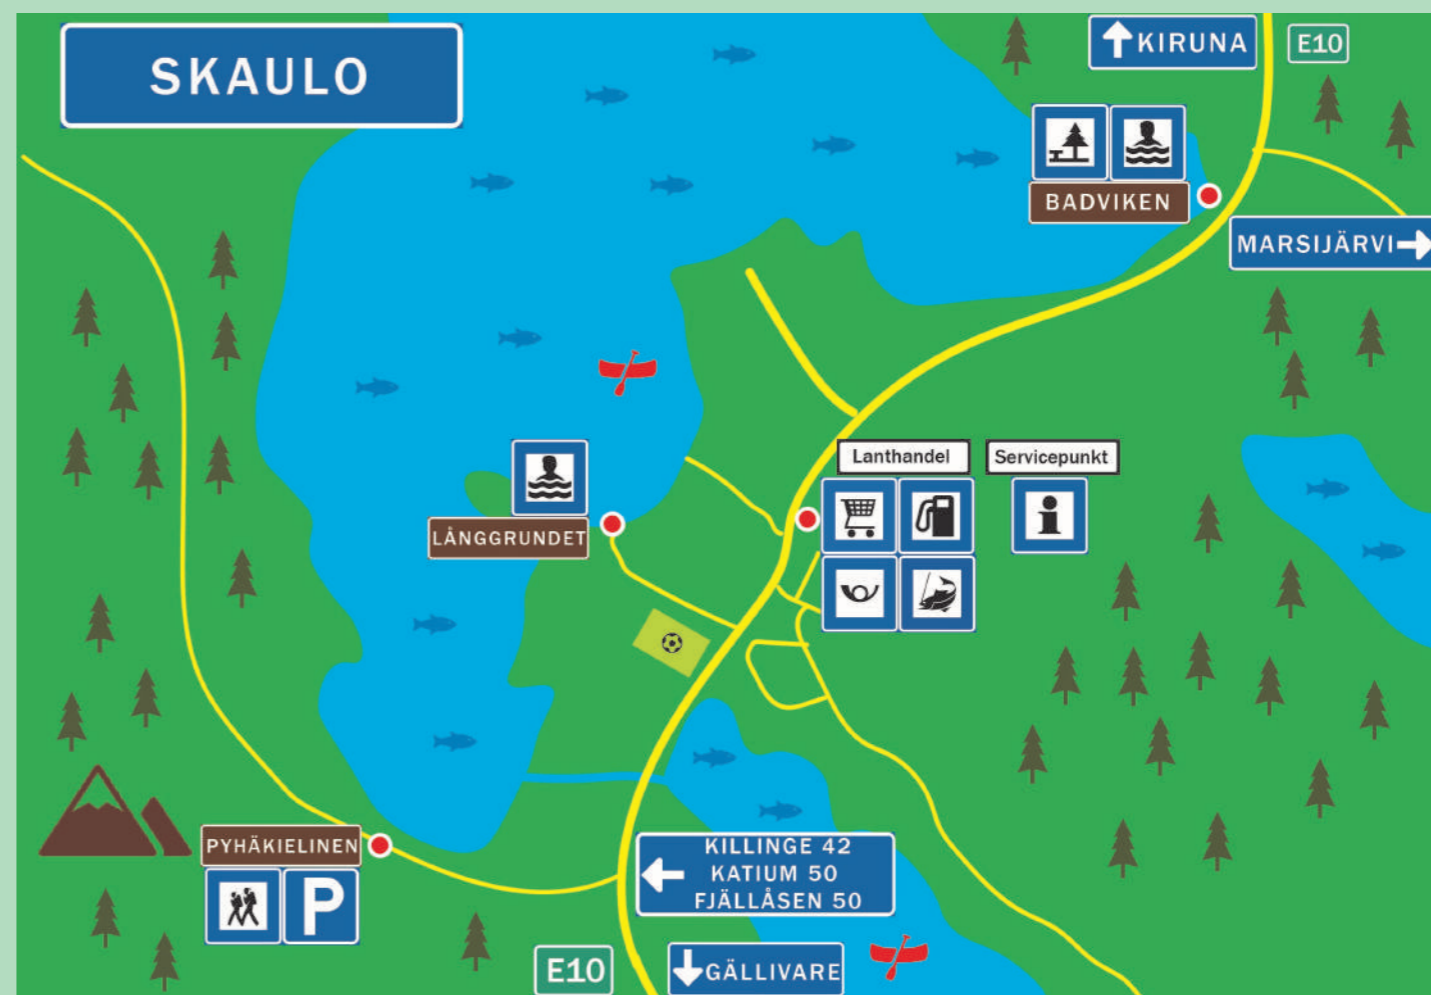 SKAULO
KIRUNA
E10
BADVIKEN
MARSIJÄRVI
Lanthandel
Servicepunkt
LÅNGGRUNDET
PYHÄKIELINEN
P
KILLINGE 42
KATIUM 50
FJÄLLÅSEN 50
E10
GÄLLIVARE